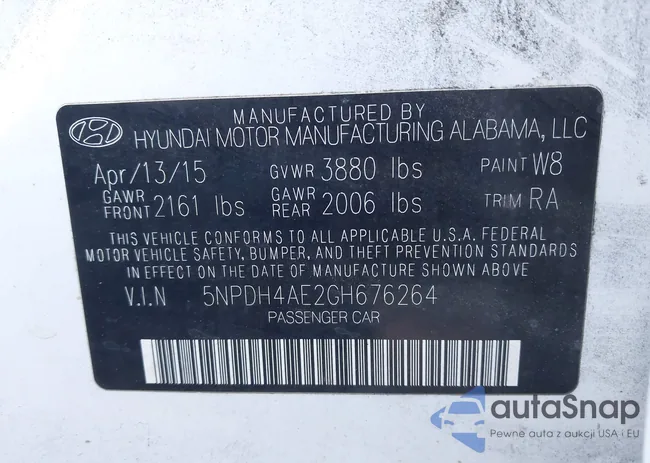 MANUFACTURED BY
HYUNDAI MOTOR MANUFACTURING ALABAMA, LLC
Apr/13/15 GVWR 3880 lbs PAINT W8
GAWR FRONT 2161 lbs GAWR REAR 2006 lbs TRIM RA
THIS VEHICLE CONFORMS TO ALL APPLICABLE U.S.A. FEDERAL
MOTOR VEHICLE SAFETY, BUMPER, AND THEFT PREVENTION STANDARDS
IN EFFECT ON THE DATE OF MANUFACTURE SHOWN ABOVE
V.I.N 5NPDH4AE2GH676264
PASSENGER CAR
autaSnap
Pewne auta z aukcji USA i EU